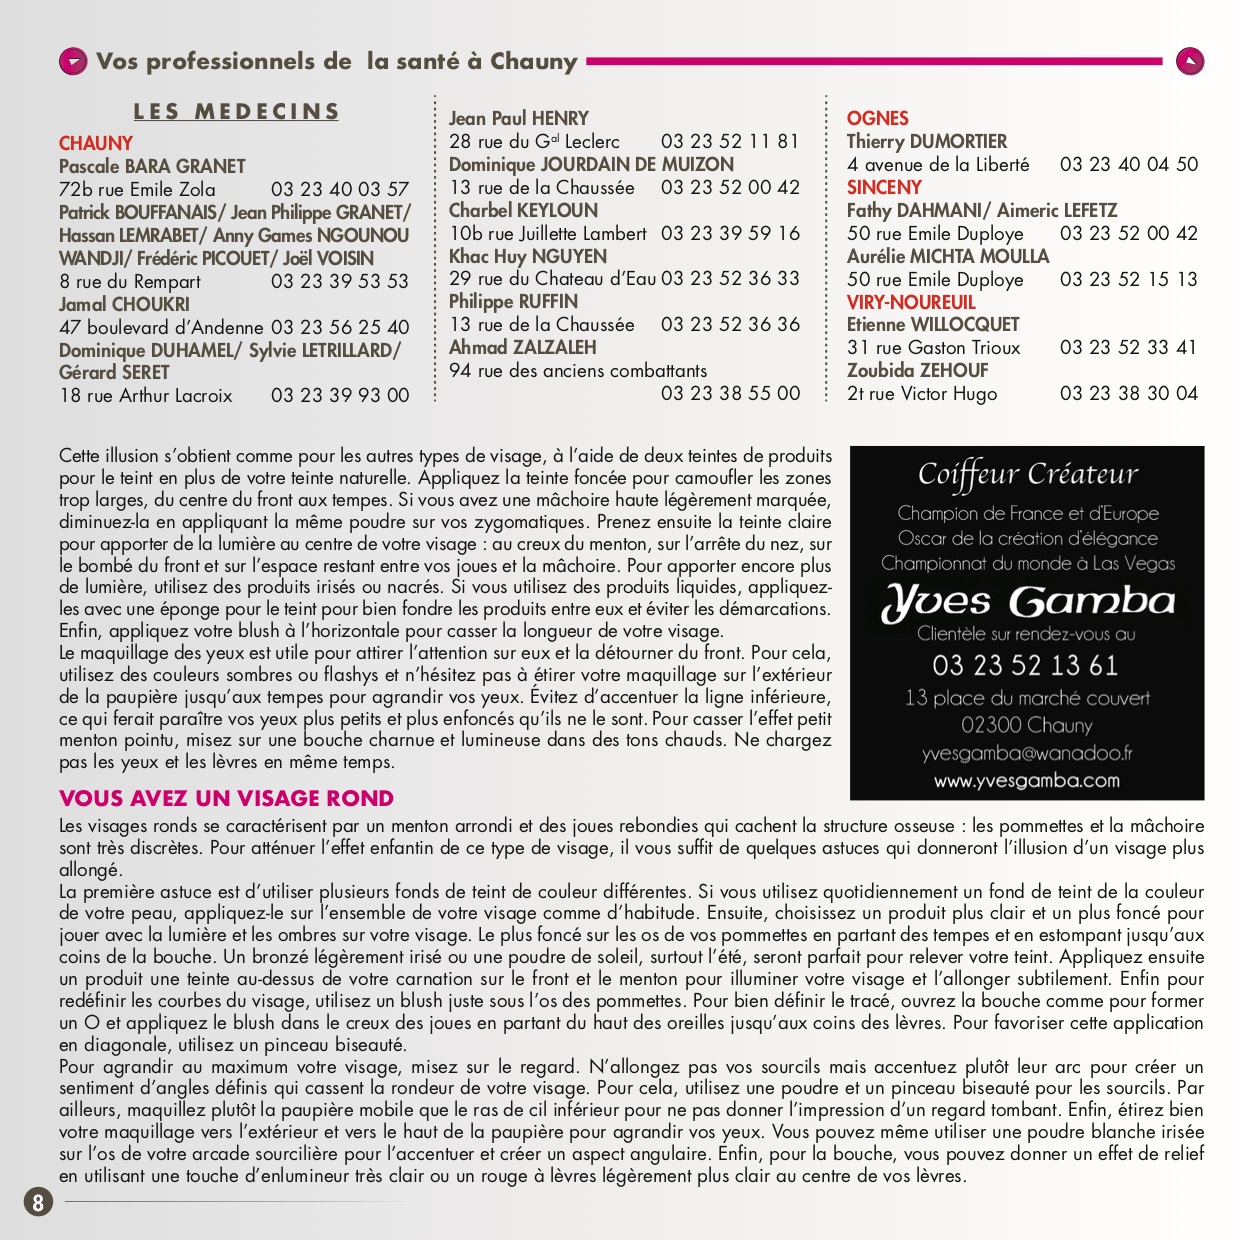 Vos professionnels de la santé à Chauny
LES MEDECINS
CHAUNY
Pascale BARA GRANET
72b rue Emile Zola 03 23 40 03 57
Patrick BOUFFANAIS/ Jean Philippe GRANET/
Hassan LEMRABET/ Anny Games NGOUNOU
WANDJI/ Frédéric PICOUET/ Joël VOISIN
8 rue du Rempart 03 23 39 53 53
Jamal CHOUKRI
47 boulevard d’Andenne 03 23 56 25 40
Dominique DUHAMEL/ Sylvie LETRILLARD/
Gérard SERET
18 rue Arthur Lacroix 03 23 39 93 00
Jean Paul HENRY
28 rue du Gal Leclerc 03 23 52 11 81
Dominique JOURDAIN DE MUIZON
13 rue de la Chaussée 03 23 52 00 42
Charbel KEYLOUN
10b rue Juillette Lambert 03 23 39 59 16
Khac Huy NGUYEN
29 rue du Chateau d’Eau 03 23 52 36 33
Philippe RUFFIN
13 rue de la Chaussée 03 23 52 36 36
Ahmad ZALZALEH
94 rue des anciens combattants
03 23 38 55 00
OGNES
Thierry DUMORTIER
4 avenue de la Liberté 03 23 40 04 50
SINCENY
Fathy DAHMANI/ Aimeric LEFETZ
50 rue Emile Duploye 03 23 52 00 42
Aurélie MICHTA MOULLA
50 rue Emile Duploye 03 23 52 15 13
VIRY-NOUREUIL
Etienne WILLOCQUET
31 rue Gaston Trioux 03 23 52 33 41
Zoubida ZEHOUF
2t rue Victor Hugo 03 23 38 30 04
Cette illusion s’obtient comme pour les autres types de visage, à l’aide de deux teintes de produits
pour le teint en plus de votre teinte naturelle. Appliquez la teinte foncée pour camoufler les zones
trop larges, du centre du front aux tempes. Si vous avez une mâchoire haute légèrement marquée,
diminuez-la en appliquant la même poudre sur vos zygomatiques. Prenez ensuite la teinte claire
pour apporter de la lumière au centre de votre visage : au creux du menton, sur l’arrête du nez, sur
le bombé du front et sur l’espace restant entre vos joues et la mâchoire. Pour apporter encore plus
de lumière, utilisez des produits irisés ou nacrés. Si vous utilisez des produits liquides, appliquez-
les avec une éponge pour le teint pour bien fondre les produits entre eux et éviter les démarcations.
Enfin, appliquez votre blush à l’horizontale pour casser la longueur de votre visage.
Le maquillage des yeux est utile pour attirer l’attention sur eux et la détourner du front. Pour cela,
utilisez des couleurs sombres ou flashys et n’hésitez pas à étirer votre maquillage sur l’extérieur
de la paupière jusqu’aux tempes pour agrandir vos yeux. Évitez d’accentuer la ligne inférieure,
ce qui ferait paraître vos yeux plus petits et plus enfoncés qu’ils ne le sont. Pour casser l’effet petit
menton pointu, misez sur une bouche charnue et lumineuse dans des tons chauds. Ne chargez
pas les yeux et les lèvres en même temps.
Coiffeur Créateur
Champion de France et d’Europe
Oscar de la création d’élégance
Championnat du monde à Las Vegas
Yves Gamba
Clientèle sur rendez-vous au
03 23 52 13 61
13 place du marché couvert
02300 Chauny
yvesgamba@wanadoo.fr
www.yvesgamba.com
VOUS AVEZ UN VISAGE ROND
Les visages ronds se caractérisent par un menton arrondi et des joues rebondies qui cachent la structure osseuse : les pommettes et la mâchoire
sont très discrètes. Pour atténuer l’effet enfantin de ce type de visage, il vous suffit de quelques astuces qui donneront l’illusion d’un visage plus
allongé.
La première astuce est d’utiliser plusieurs fonds de teint de couleur différentes. Si vous utilisez quotidiennement un fond de teint de la couleur
de votre peau, appliquez-le sur l’ensemble de votre visage comme d’habitude. Ensuite, choisissez un produit plus clair et un plus foncé pour
jouer avec la lumière et les ombres sur votre visage. Le plus foncé sur les os de vos pommettes en partant des tempes et en estompant jusqu’aux
coins de la bouche. Un bronzé légèrement irisé ou une poudre de soleil, surtout l’été, seront parfait pour relever votre teint. Appliquez ensuite
un produit une teinte au-dessus de votre carnation sur le front et le menton pour illuminer votre visage et l’allonger subtilement. Enfin pour
redéfinir les courbes du visage, utilisez un blush juste sous l’os des pommettes. Pour bien définir le tracé, ouvrez la bouche comme pour former
un O et appliquez le blush dans le creux des joues en partant du haut des oreilles jusqu’aux coins des lèvres. Pour favoriser cette application
en diagonale, utilisez un pinceau biseauté.
Pour agrandir au maximum votre visage, misez sur le regard. N’allongez pas vos sourcils mais accentuez plutôt leur arc pour créer un
sentiment d’angles définis qui cassent la rondeur de votre visage. Pour cela, utilisez une poudre et un pinceau biseauté pour les sourcils. Par
ailleurs, maquillez plutôt la paupière mobile que le ras de cil inférieur pour ne pas donner l’impression d’un regard tombant. Enfin, étirez bien
votre maquillage vers l’extérieur et vers le haut de la paupière pour agrandir vos yeux. Vous pouvez même utiliser une poudre blanche irisée
sur l’os de votre arcade sourcilière pour l’accentuer et créer un aspect angulaire. Enfin, pour la bouche, vous pouvez donner un effet de relief
en utilisant une touche d’enlumineur très clair ou un rouge à lèvres légèrement plus clair au centre de vos lèvres.
8